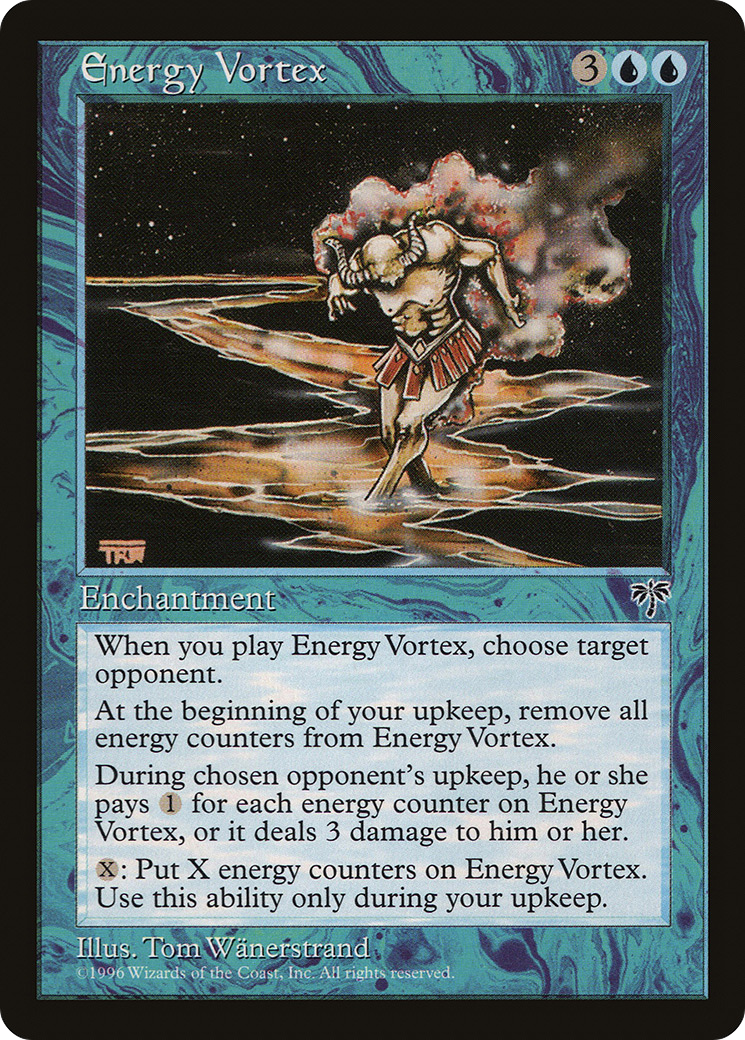 Energy Vortex 3
TRW
Enchantment
When you play Energy Vortex, choose target
opponent.
At the beginning of your upkeep, remove all
energy counters from Energy Vortex.
During chosen opponent's upkeep, he or she
pays 1 for each energy counter on Energy
Vortex, or it deals 3 damage to him or her.
X: Put X energy counters on Energy Vortex.
Use this ability only during your upkeep.
Illus. Tom Wänerstrand
©1996 Wizards of the Coast, Inc. All rights reserved.